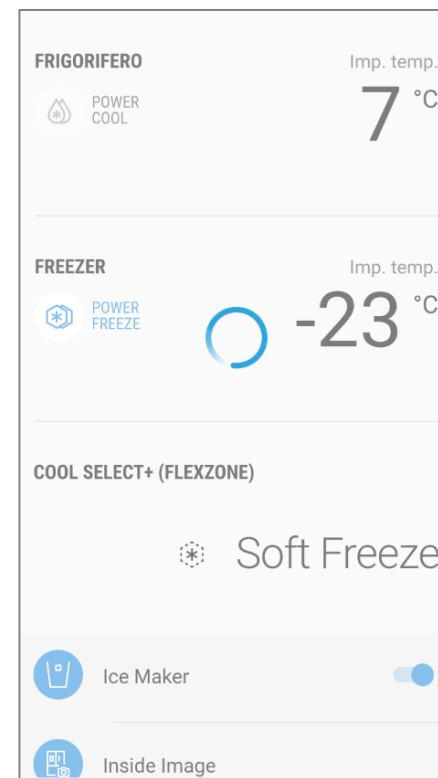 FRIGORIFERO
Imp. temp.
POWER
COOL
7 °C
FREEZER
Imp. temp.
POWER
FREEZE
-23 °C
COOL SELECT+ (FLEXZONE)
Soft Freeze
Ice Maker
Inside Image